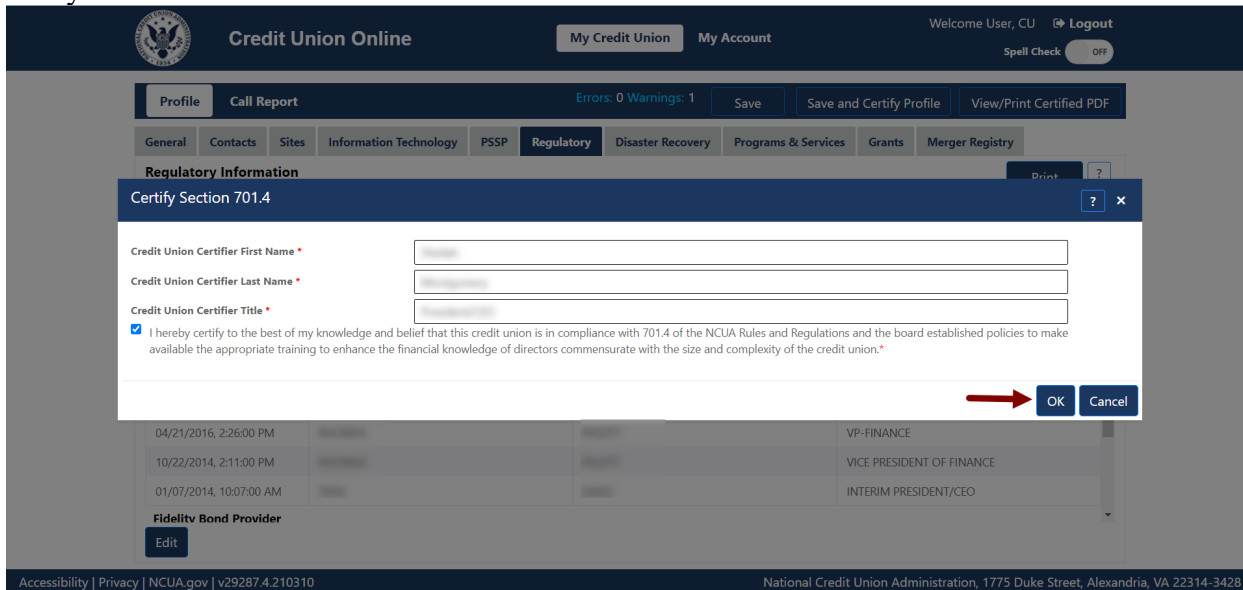 Credit Union Online
My Credit Union
My Account
Welcome User, CU
Logout
Spell Check OFF
Profile
Call Report
Errors: 0 Warnings: 1
Save
Save and Certify Profile
View/Print Certified PDF
General
Contacts
Sites
Information Technology
PSSP
Regulatory
Disaster Recovery
Programs & Services
Grants
Merger Registry
Regulatory Information
Print
?
Certify Section 701.4
? ×
Credit Union Certifier First Name *
Credit Union Certifier Last Name *
Credit Union Certifier Title *
I hereby certify to the best of my knowledge and belief that this credit union is in compliance with 701.4 of the NCUA Rules and Regulations and the board established policies to make
available the appropriate training to enhance the financial knowledge of directors commensurate with the size and complexity of the credit union.*
OK
Cancel
04/21/2016, 2:26:00 PM
VP-FINANCE
10/22/2014, 2:11:00 PM
VICE PRESIDENT OF FINANCE
01/07/2014, 10:07:00 AM
INTERIM PRESIDENT/CEO
Fidelity Bond Provider
Edit
Accessibility | Privacy | NCUA.gov | v29287.4.210310
National Credit Union Administration, 1775 Duke Street, Alexandria, VA 22314-3428